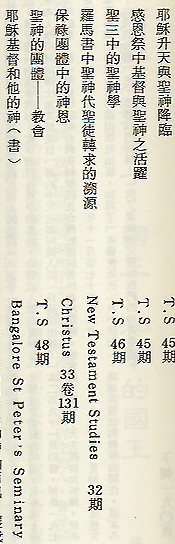 耶穌升天與聖神降臨 T.S 45期
感恩祭中基督與聖神之活躍 T.S 45期
聖三中的聖神學 T.S 46期
羅馬書中聖神代聖徒轉求的溯源 New Testament Studies 32期
保祿團體中的神恩 Christus 33卷131期
聖神的團體——教會 T.S 48期
耶穌基督和他的神(書) Bangalore St Peter's Seminary